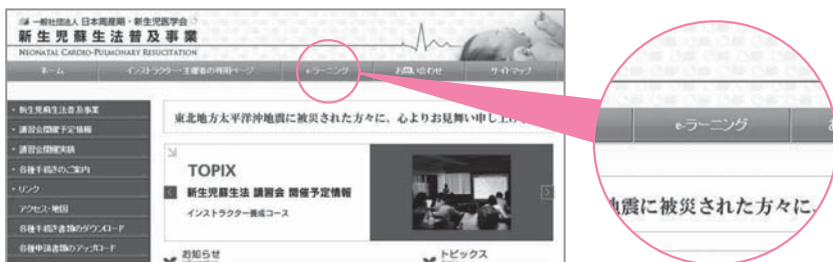 一般社団法人 日本周産期・新生児医学会
新生児蘇生法普及事業
NEONATAL CARDIO-PULMONARY RESUCITATION
ホーム
インストラクター・主催者の専用ページ
e-ラーニング
お問い合わせ
サイトマップ
新生児蘇生法普及事業
講習会開催予定情報
講習会開催実績
各種手続きのご案内
リンク
アクセス・地図
各種手続き書類のダウンロード
各種申請書類のアップロード
東北地方太平洋沖地震に被災された方々に、心よりお見舞い申し上げ
TOPIX
新生児蘇生法 講習会 開催予定情報
インストラクター養成コース
お知らせ
トピックス
e-ラーニング
お
地震に被災された方々に、